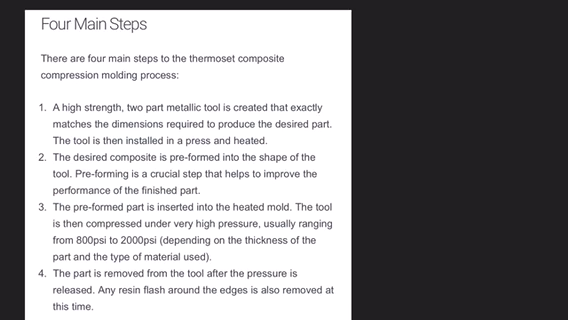 Four Main Steps
There are four main steps to the thermoset composite
compression molding process:
1. A high strength, two part metallic tool is created that exactly
matches the dimensions required to produce the desired part.
The tool is then installed in a press and heated.
2. The desired composite is pre-formed into the shape of the
tool. Pre-forming is a crucial step that helps to improve the
performance of the finished part.
3. The pre-formed part is inserted into the heated mold. The tool
is then compressed under very high pressure, usually ranging
from 800psi to 2000psi (depending on the thickness of the
part and the type of material used).
4. The part is removed from the tool after the pressure is
released. Any resin flash around the edges is also removed at
this time.